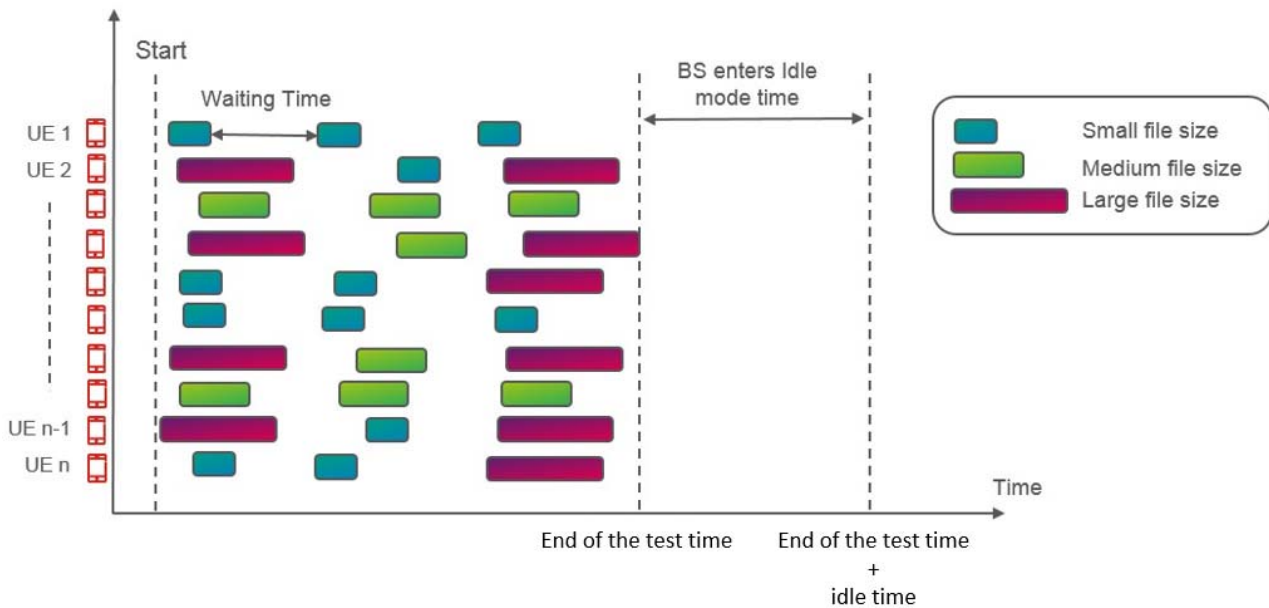 Start
BS enters Idle
mode time
Waiting Time
UE 1
UE 2
UE n-1
UE n
Small file size
Medium file size
Large file size
Time
End of the test time
End of the test time
+
idle time